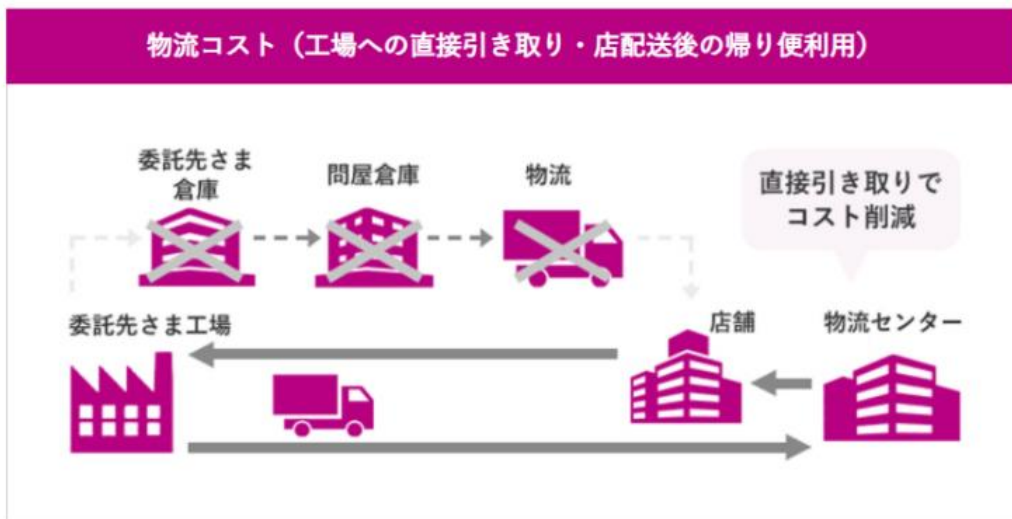 物流コスト（工場への直接引き取り・店配送後の帰り便利用）
委託先さま
倉庫
問屋倉庫
物流
直接引き取りで
コスト削減
委託先さま工場
店舗
物流センター